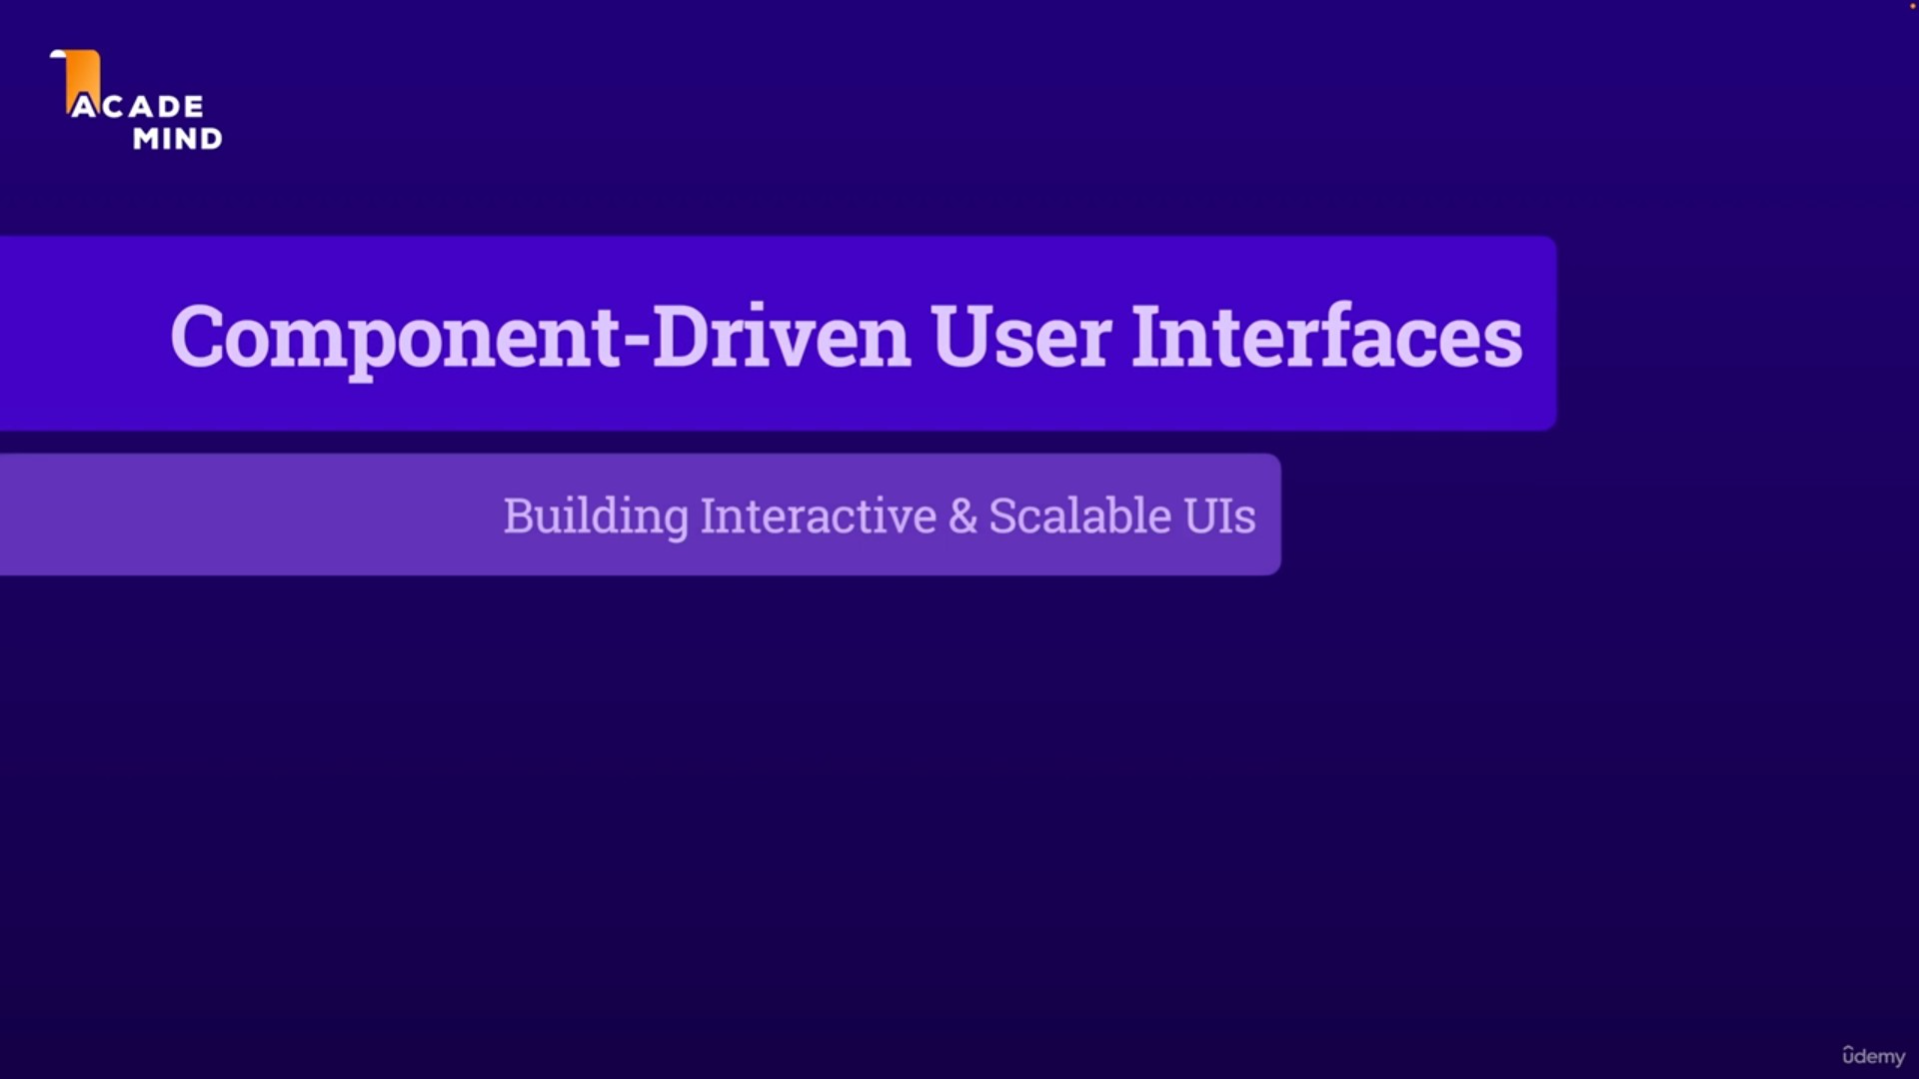 ACADE
MIND
Component-Driven User Interfaces
Building Interactive & Scalable UIs
ûdemy